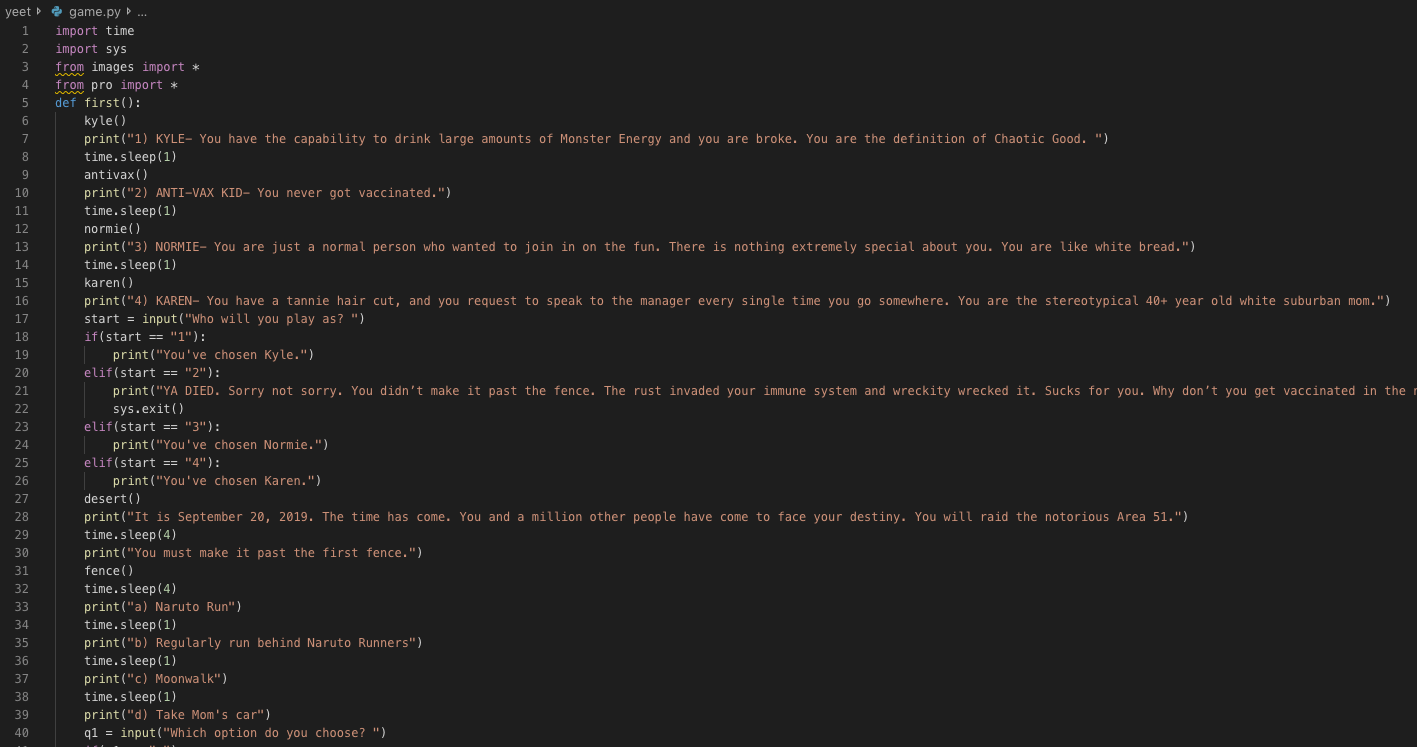 yeet game.py ...
1 import time
2 import sys
3 from images import *
4 from pro import *
5 def first():
6 kyle()
7 print("1) KYLE– You have the capability to drink large amounts of Monster Energy and you are broke. You are the definition of Chaotic Good. ")
8 time.sleep(1)
9 antivax()
10 print("2) ANTI–VAX KID– You never got vaccinated.")
11 time.sleep(1)
12 normie()
13 print("3) NORMIE– You are just a normal person who wanted to join in on the fun. There is nothing extremely special about you. You are like white bread.")
14 time.sleep(1)
15 karen()
16 print("4) KAREN– You have a tannie hair cut, and you request to speak to the manager every single time you go somewhere. You are the stereotypical 40+ year old white suburban mom.")
17 start = input("Who will you play as? ")
18 if(start == "1"):
19 print("You've chosen Kyle.")
20 elif(start == "2"):
21 print("YA DIED. Sorry not sorry. You didn’t make it past the fence. The rust invaded your immune system and wreckity wrecked it. Sucks for you. Why don’t you get vaccinated in the
22 sys.exit()
23 elif(start == "3"):
24 print("You've chosen Normie.")
25 elif(start == "4"):
26 print("You've chosen Karen.")
27 desert()
28 print("It is September 20, 2019. The time has come. You and a million other people have come to face your destiny. You will raid the notorious Area 51.")
29 time.sleep(4)
30 print("You must make it past the first fence.")
31 fence()
32 time.sleep(4)
33 print("a) Naruto Run")
34 time.sleep(1)
35 print("b) Regularly run behind Naruto Runners")
36 time.sleep(1)
37 print("c) Moonwalk")
38 time.sleep(1)
39 print("d) Take Mom's car")
40 q1 = input("Which option do you choose? ")